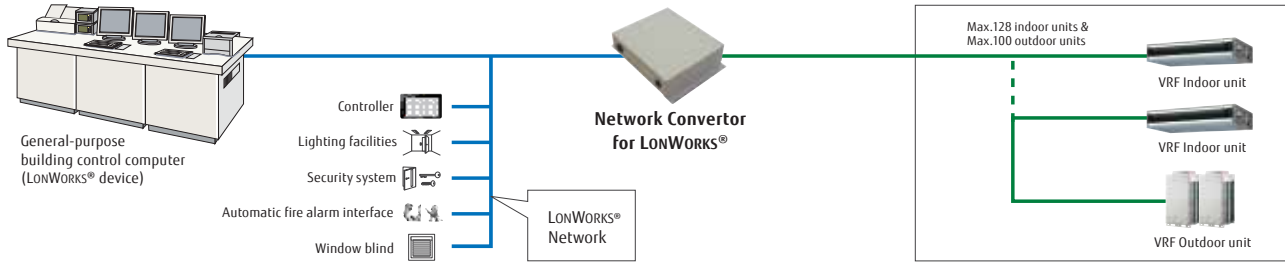 General-purpose
building control computer
(LONWORKS® device)
Controller
Lighting facilities
Security system
Automatic fire alarm interface
Window blind
LONWORKS®
Network
Network Convertor
for LONWORKS®
Max.128 indoor units &
Max.100 outdoor units
VRF Indoor unit
VRF Indoor unit
VRF Outdoor unit